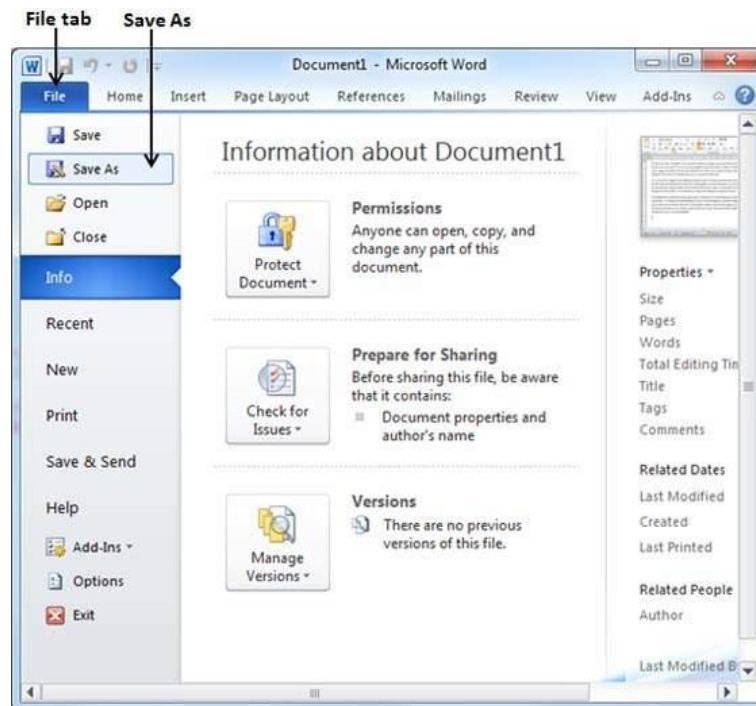 File tab Save As
W Document1 - Microsoft Word
File Home Insert Page Layout References Mailings Review View Add-Ins ?
Save
Save As
Open
Close
Info
Recent
New
Print
Save & Send
Help
Add-Ins
Options
Exit
Information about Document1
Protect
Document
Permissions
Anyone can open, copy, and
change any part of this
document.
Check for
Issues
Prepare for Sharing
Before sharing this file, be aware
that it contains:
Document properties and
author's name
Manage
Versions
Versions
There are no previous
versions of this file.
Properties
Size
Pages
Words
Total Editing Tim
Title
Tags
Comments
Related Dates
Last Modified
Created
Last Printed
Related People
Author
Last Modified B